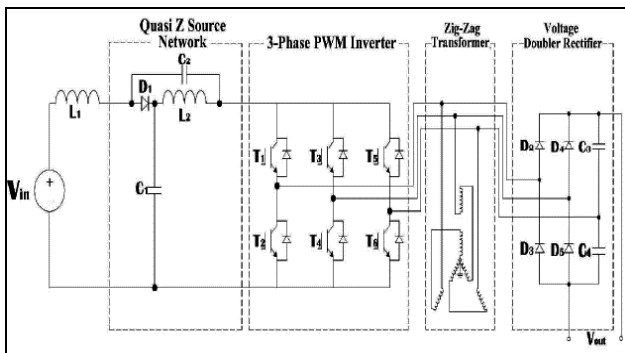 Quasi Z Source
Network
3-Phase PWM Inverter
Zig-Zag
Transformer
Voltage
Doubler Rectifier
C2
D1
L1
L2
C1
Vin
T1
T3
T5
T2
T4
T6
D2
D4
C3
D3
D5
C4
Vout